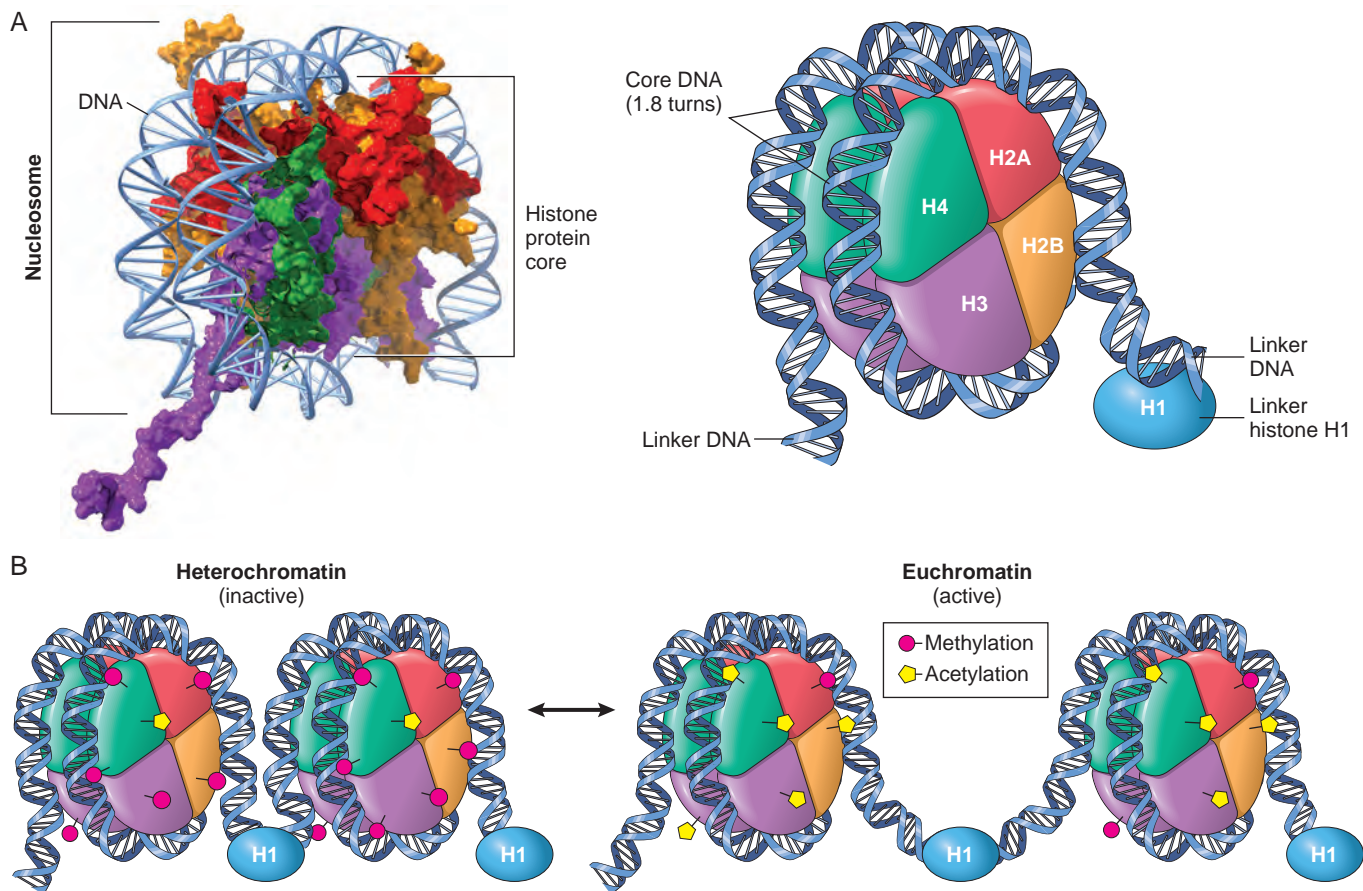 A
Nucleosome
DNA
Histone
protein
core
Core DNA
(1.8 turns)
H2A
H4
H2B
H3
Linker
DNA
H1
Linker
histone H1
Linker DNA
B
Heterochromatin
(inactive)
Euchromatin
(active)
Methylation
Acetylation
H1
H1
H1
H1